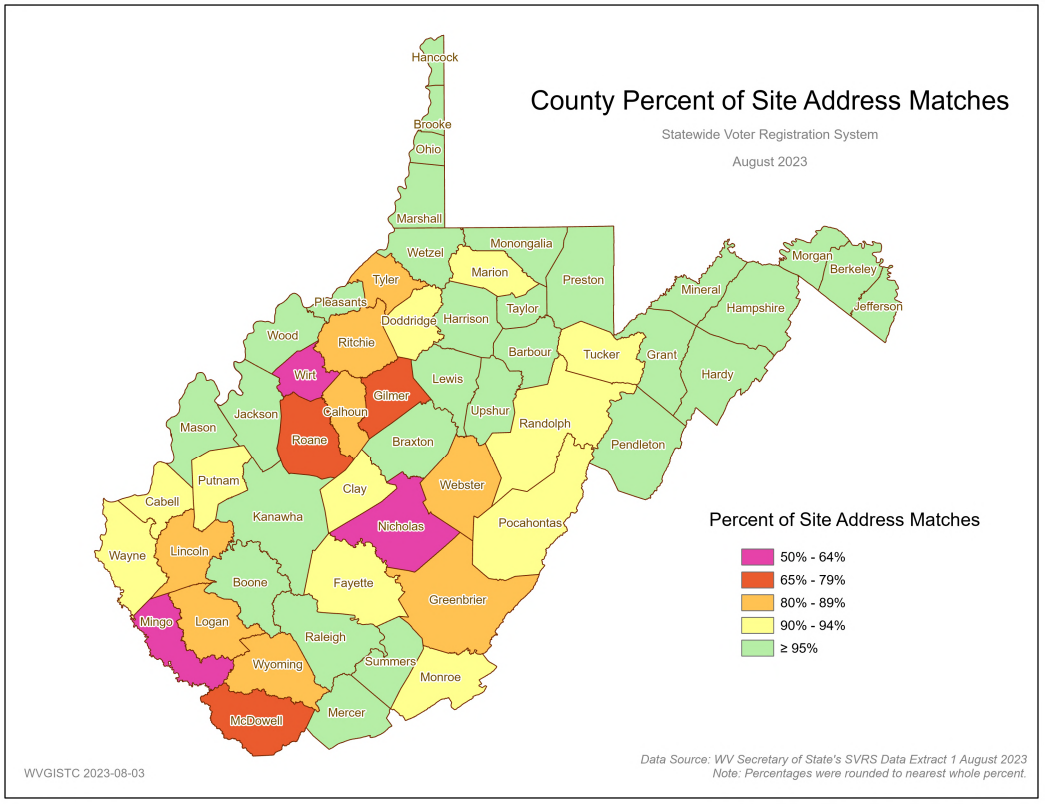 Hancock
County Percent of Site Address Matches
Brooke
Statewide Voter Registration System
Ohio
August 2023
Marshall
Wetzel
Monongalia
Marion
Preston
Tyler
Morgan
Berkeley
Mineral
Hampshire
Jefferson
Pleasants
Doddridge
Harrison
Taylor
Wood
Ritchie
Barbour
Tucker
Grant
Hardy
Wirt
Lewis
Gilmer
Calhoun
Upshur
Jackson
Mason
Roane
Braxton
Randolph
Pendleton
Putnam
Clay
Webster
Cabell
Kanawha
Nicholas
Pocahontas
Percent of Site Address Matches
Wayne
Lincoln
50% - 64%
65% - 79%
80% - 89%
90% - 94%
≥ 95%
Boone
Fayette
Greenbrier
Mingo
Logan
Raleigh
Wyoming
Summers
Monroe
McDowell
Mercer
WVGISTC 2023-08-03
Data Source: WV Secretary of State's SVRS Data Extract 1 August 2023
Note: Percentages were rounded to nearest whole percent.